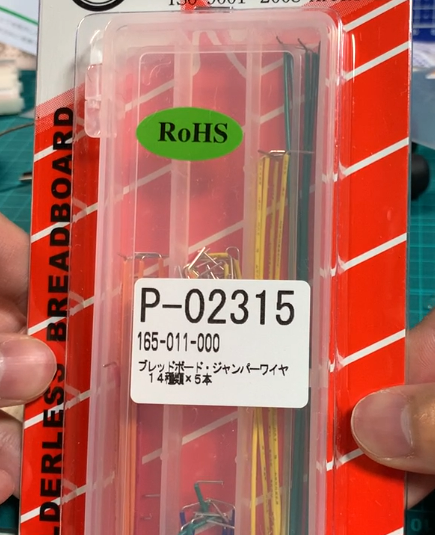 RoHS
P-02315
165-011-000
ブレッドボード・ジャンパーワイヤ
14種類×5本
DERLESS BREADBOARD